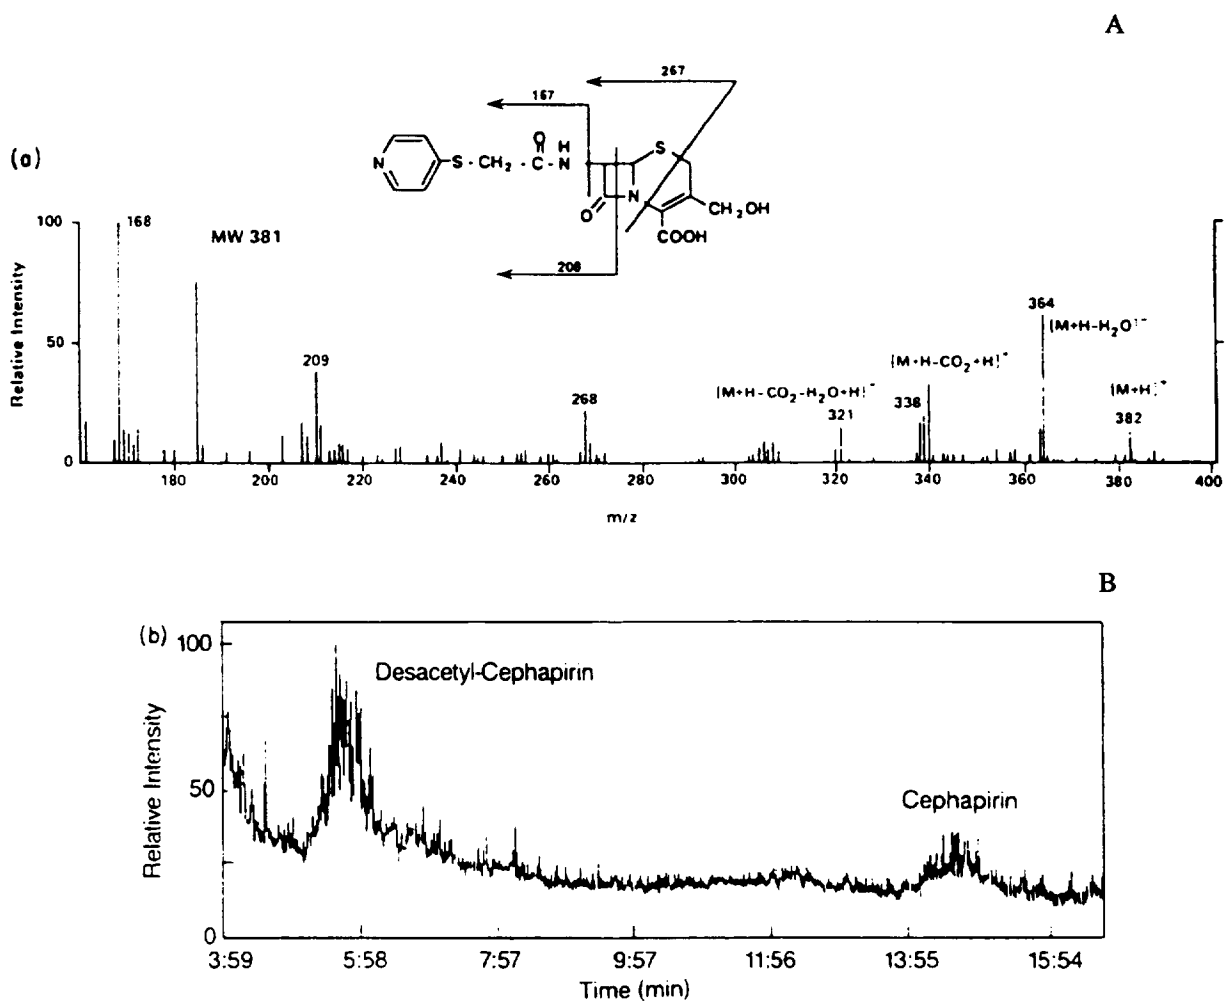 A
267
167
(a)
O
H
N
S
CH2
C
N
S
N
O
CH2OH
COOH
208
100
168
MW 381
Relative Intensity
50
0
209
268
[M+H-CO2-H2O+H]
321
[M+H-CO2+H]+
338
364
[M+H-H2O]
[M+H]+
382
180
200
220
240
260
280
300
320
340
360
380
400
m/z
B
(b)
100
Desacetyl-Cephapirin
Relative Intensity
50
Cephapirin
0
3:59
5:58
7:57
9:57
11:56
13:55
15:54
Time (min)